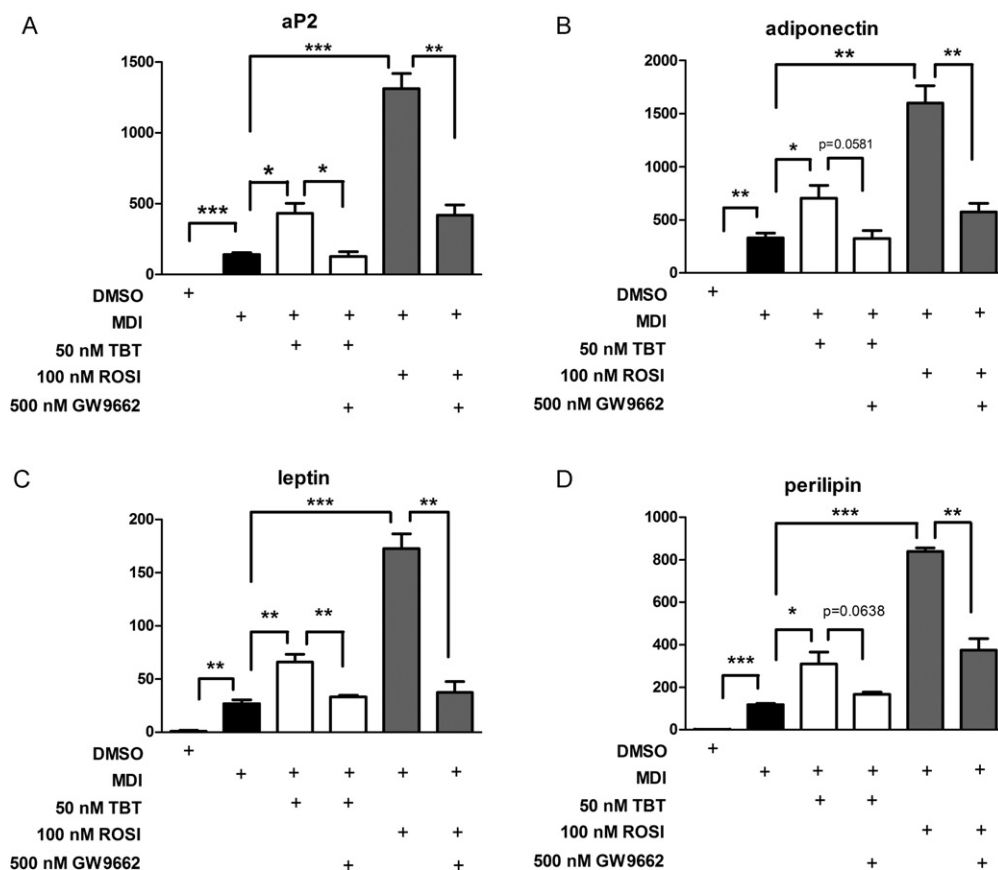 A
aP2
***
**
1500
1000
500
0
***
*
*
DMSO +
MDI + + + + +
50 nM TBT + +
100 nM ROSI + +
500 nM GW9662 + +
B
adiponectin
**
**
2000
1500
1000
500
0
**
*
p=0.0581
DMSO +
MDI + + + + +
50 nM TBT + +
100 nM ROSI + +
500 nM GW9662 + +
C
leptin
***
**
200
150
100
50
0
**
**
**
DMSO +
MDI + + + + +
50 nM TBT + +
100 nM ROSI + +
500 nM GW9662 + +
D
perilipin
***
**
1000
800
600
400
200
0
***
*
p=0.0638
DMSO +
MDI + + + + +
50 nM TBT + +
100 nM ROSI + +
500 nM GW9662 + +